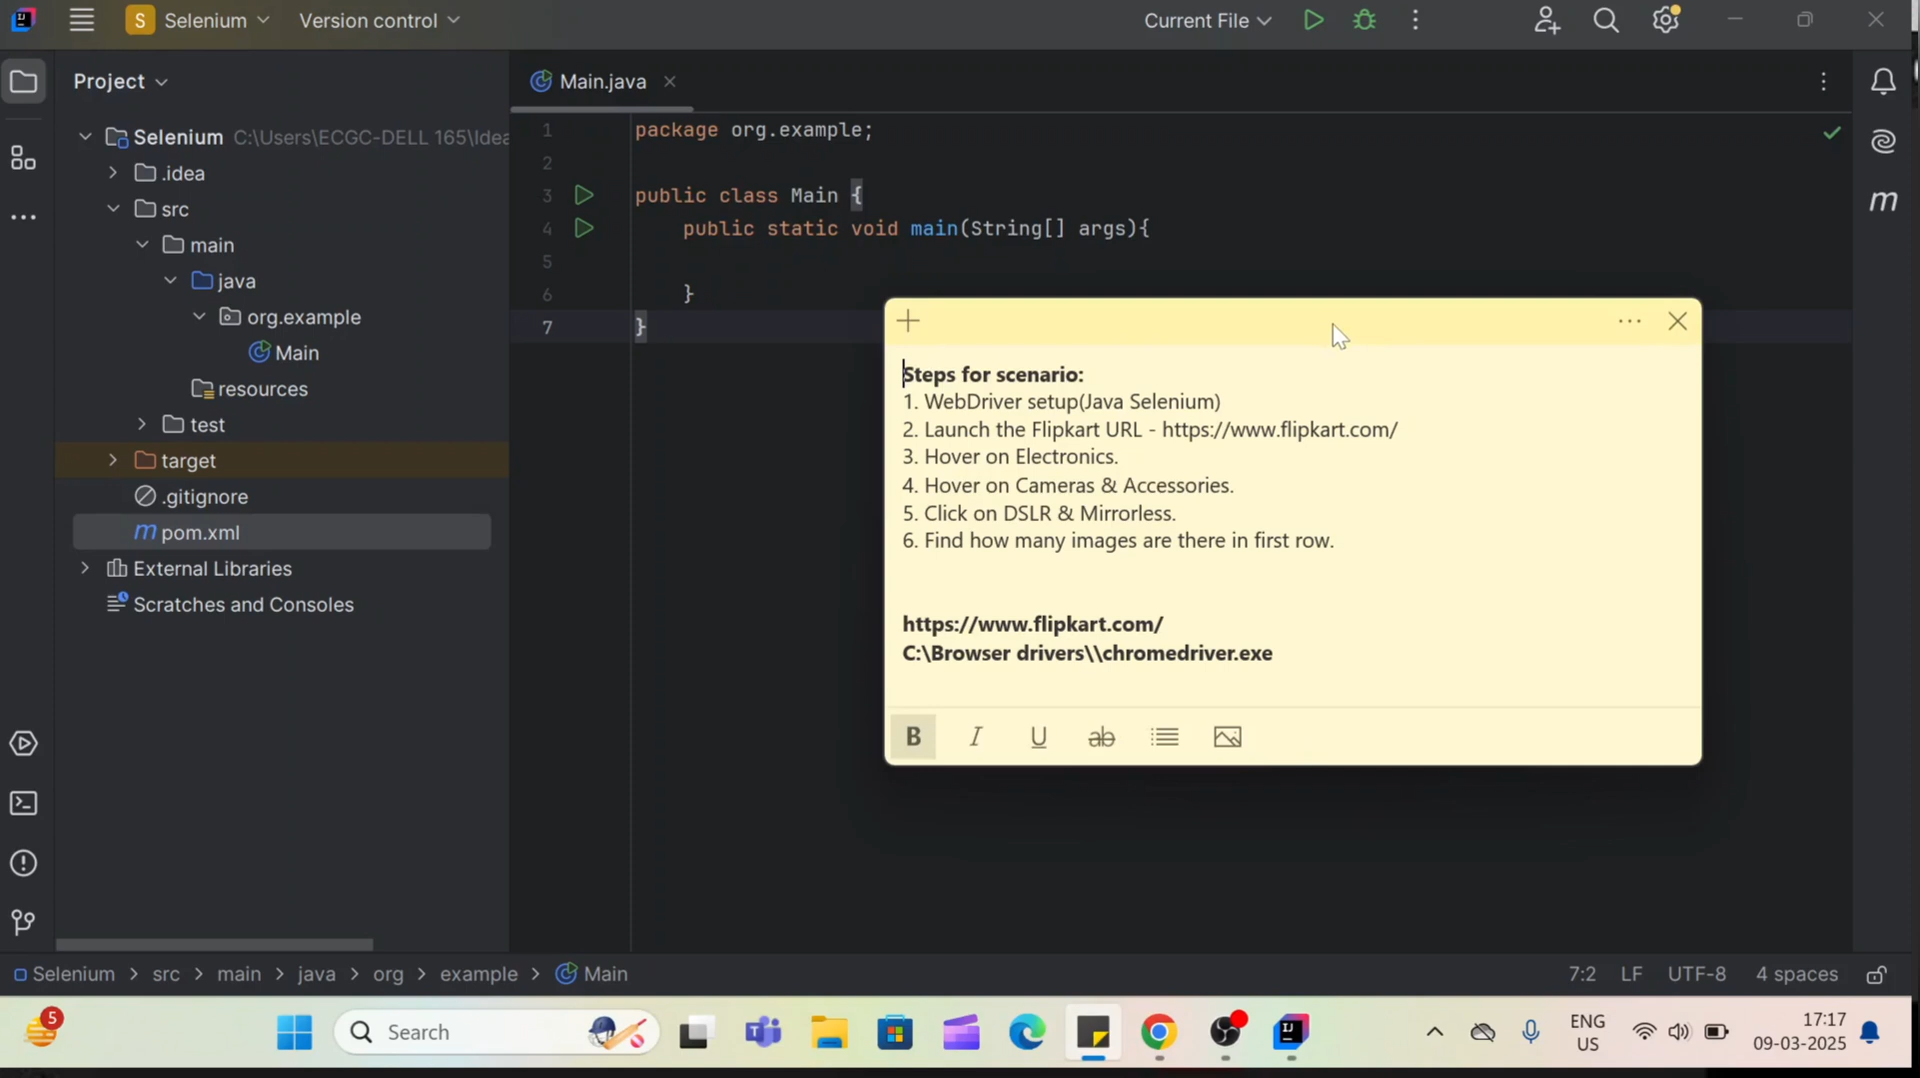 S Selenium Version control Current File
Project
Main.java
Selenium C:\Users\ECGC-DELL 165\Idea
.idea
src
main
java
org.example
Main
resources
test
target
.gitignore
m pom.xml
External Libraries
Scratches and Consoles
m
1 package org.example;
2
3 public class Main {
4 public static void main(String[] args){
5
6 }
7 }
Steps for scenario:
1. WebDriver setup(Java Selenium)
2. Launch the Flipkart URL - https://www.flipkart.com/
3. Hover on Electronics.
4. Hover on Cameras & Accessories.
5. Click on DSLR & Mirrorless.
6. Find how many images are there in first row.
https://www.flipkart.com/
C:\Browser drivers\\chromedriver.exe
B I U ab
Selenium > src > main > java > org > example > Main 7:2 LF UTF-8 4 spaces
5
Search
ENG
US
17:17
09-03-2025